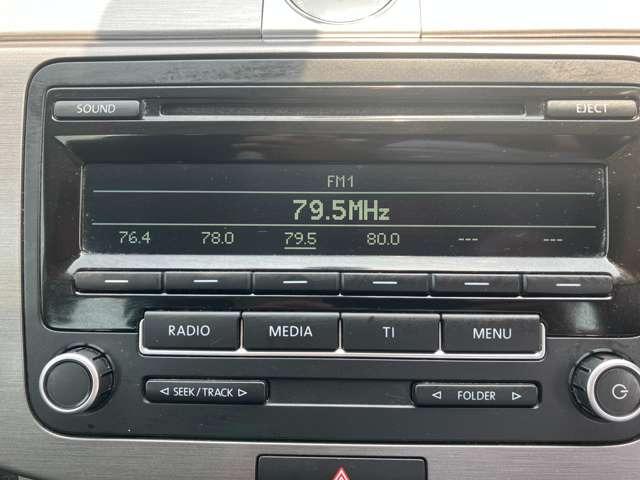 SOUND EJECT
FM1
79.5MHz
76.4 78.0 79.5 80.0 --- ---
RADIO MEDIA TI MENU
◁ SEEK/TRACK ▷ ◁ FOLDER ▷